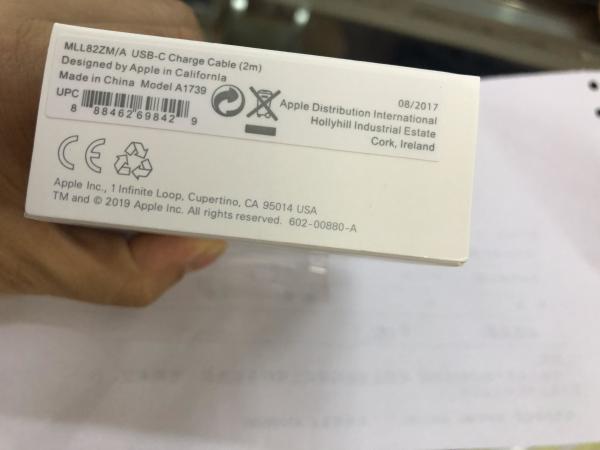 MLL82ZM/A USB-C Charge Cable (2m)
Designed by Apple in California
Made in China Model A1739
UPC
8 88462 69842 9
08/2017
Apple Distribution International
Hollyhill Industrial Estate
Cork, Ireland
CE
Apple Inc., 1 Infinite Loop, Cupertino, CA 95014 USA
TM and © 2019 Apple Inc. All rights reserved. 602-00880-A